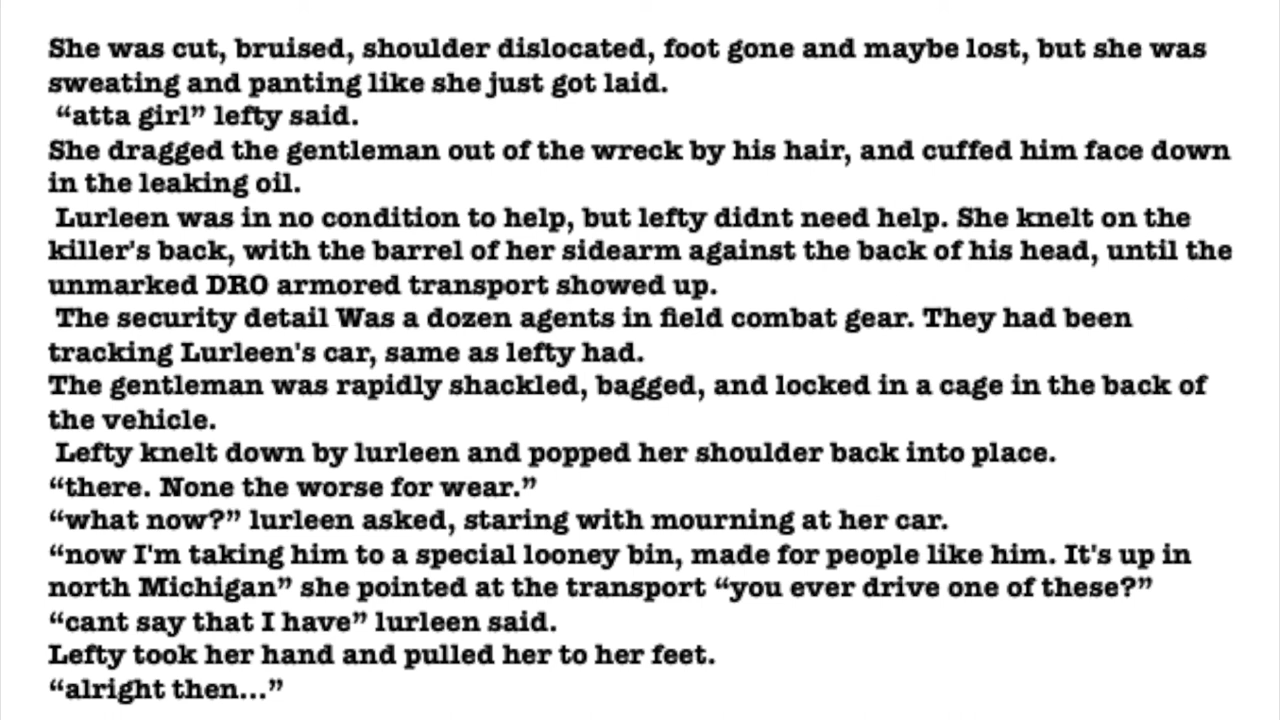 She was cut, bruised, shoulder dislocated, foot gone and maybe lost, but she was
sweating and panting like she just got laid.
“atta girl” lefty said.
She dragged the gentleman out of the wreck by his hair, and cuffed him face down
in the leaking oil.
Lurleen was in no condition to help, but lefty didnt need help. She knelt on the
killer's back, with the barrel of her sidearm against the back of his head, until the
unmarked DRO armored transport showed up.
The security detail Was a dozen agents in field combat gear. They had been
tracking Lurleen's car, same as lefty had.
The gentleman was rapidly shackled, bagged, and locked in a cage in the back of
the vehicle.
Lefty knelt down by lurleen and popped her shoulder back into place.
“there. None the worse for wear.”
“what now?” lurleen asked, staring with mourning at her car.
“now I'm taking him to a special looney bin, made for people like him. It's up in
north Michigan” she pointed at the transport “you ever drive one of these?”
“cant say that I have” lurleen said.
Lefty took her hand and pulled her to her feet.
“alright then...”